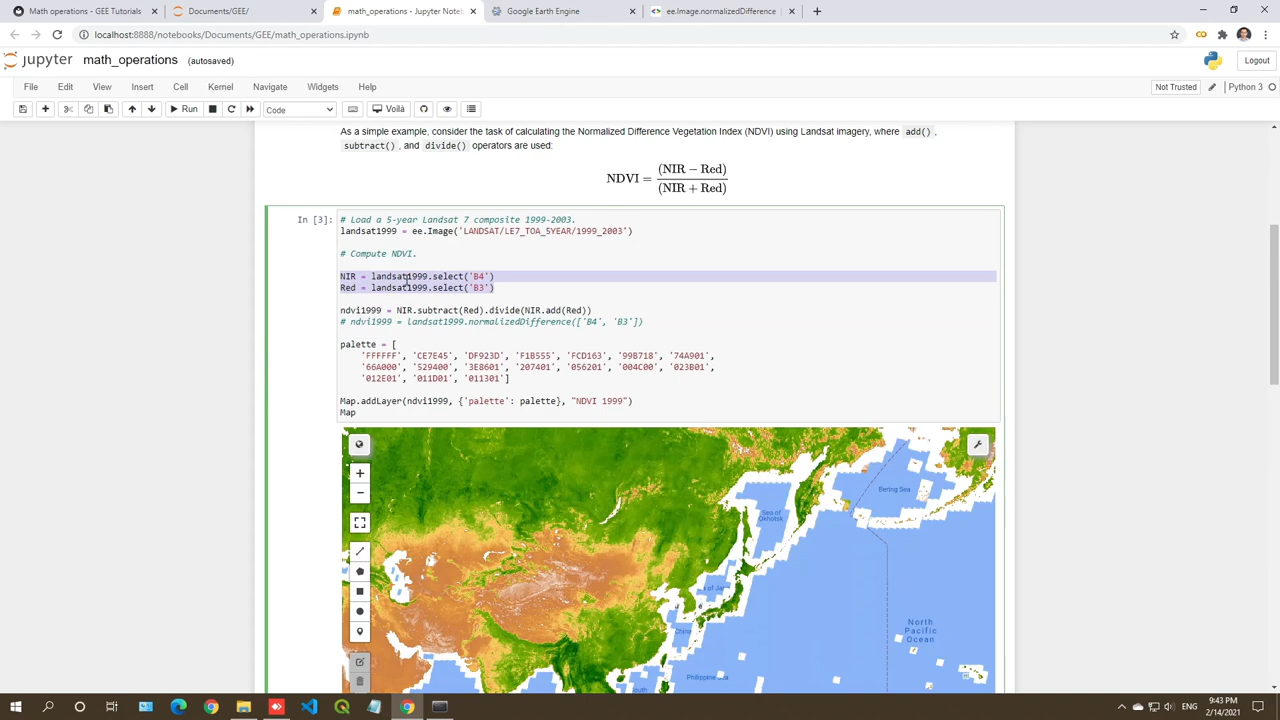 Math operations - GEE Tutorials
Documents/GEE/
math_operations - Jupyter Noteb
Google Earth Engine
ee.Image.normalizedDifference
localhost:8888/notebooks/Documents/GEE/math_operations.ipynb
jupyter math_operations (autosaved)
Logout
File Edit View Insert Cell Kernel Navigate Widgets Help
Not Trusted
Python 3
Run
Code
Voilà
As a simple example, consider the task of calculating the Normalized Difference Vegetation Index (NDVI) using Landsat imagery, where add() ,
subtract() , and divide() operators are used:
NDVI = (NIR − Red)
(NIR + Red)
In [3]:
# Load a 5-year Landsat 7 composite 1999-2003.
landsat1999 = ee.Image('LANDSAT/LE7_TOA_5YEAR/1999_2003')
# Compute NDVI.
NIR = landsat1999.select('B4')
Red = landsat1999.select('B3')
ndvi1999 = NIR.subtract(Red).divide(NIR.add(Red))
# ndvi1999 = landsat1999.normalizedDifference(['B4', 'B3'])
palette = [
'FFFFFF', 'CE7E45', 'DF923D', 'F1B555', 'FCD163', '99B718', '74A901',
'66A000', '529400', '3E8601', '207401', '056201', '004C00', '023B01',
'012E01', '011D01', '011301']
Map.addLayer(ndvi1999, {'palette': palette}, "NDVI 1999")
Map
Bering Sea
Sea of
Okhotsk
North
Pacific
Ocean
Philippine Sea
South
9:43 PM
2/14/2021